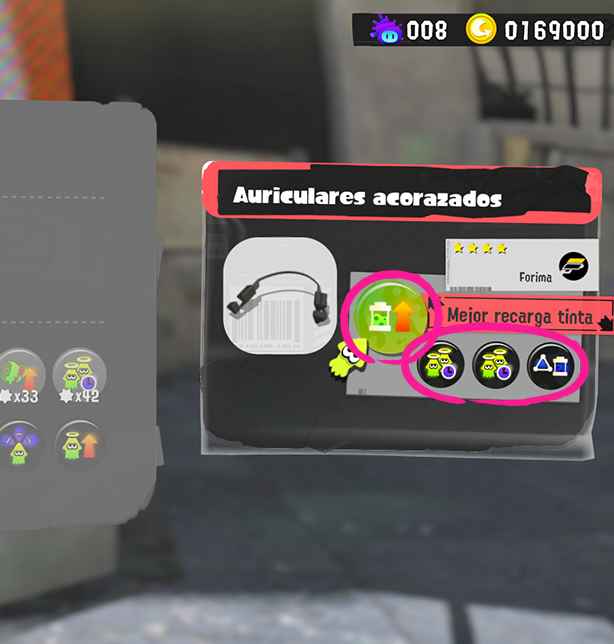 008 0169000
Auriculares acorazados
Forima
Mejor recarga tinta
x33 x42